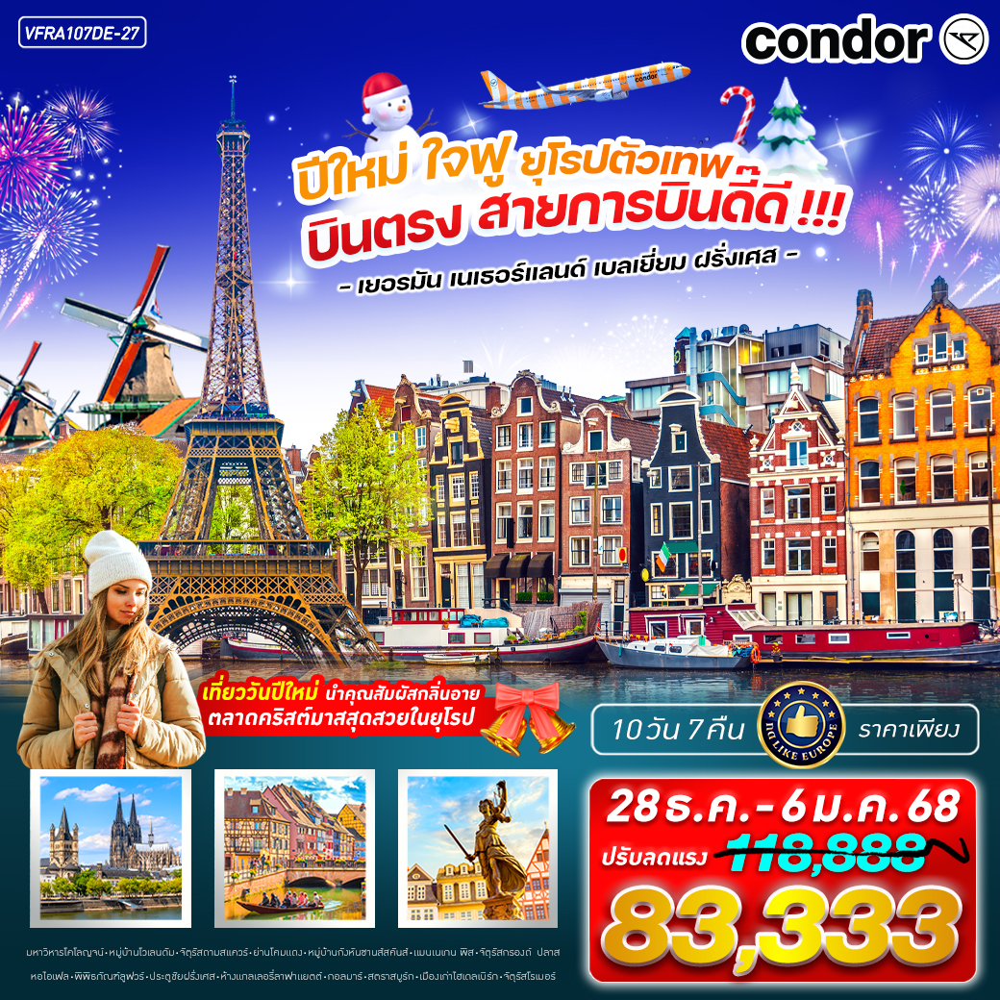 VFRA107DE-27
condor
condor
ปีใหม่ ใจฟู ยุโรปตัวเทพ
บินตรง สายการบินดี๊ดี !!!
- เยอรมัน เนเธอร์แลนด์ เบลเยี่ยม ฝรั่งเศส -
เที่ยววันปีใหม่ นำคุณสัมผัสกลิ่นอาย
ตลาดคริสต์มาสสุดสวยในยุโรป
10 วัน 7 คืน
LIKE EUROPE
ราคาเพียง
28 ธ.ค. - 6 ม.ค. 68
ปรับลดแรง 118,888
83,333
มหาวิหารโคโลญจน์ • หมู่บ้านโวเลนดัม • จัตุรัสดามสแควร์ • ย่านโคมแดง • หมู่บ้านกังหันซานส์สคันส์ • แมนเนเกน พิส • จัตุรัสกรองด์ ปลาส
หอไอเฟล • พิพิธภัณฑ์ลูฟวร์ • ประตูชัยฝรั่งเศส • ห้างแกลเลอรี่ลาฟาแยตต์ • กอลมาร์ • สตราสบูร์ก • เมืองเก่าไฮเดลเบิร์ก • จัตุรัสโรเมอร์